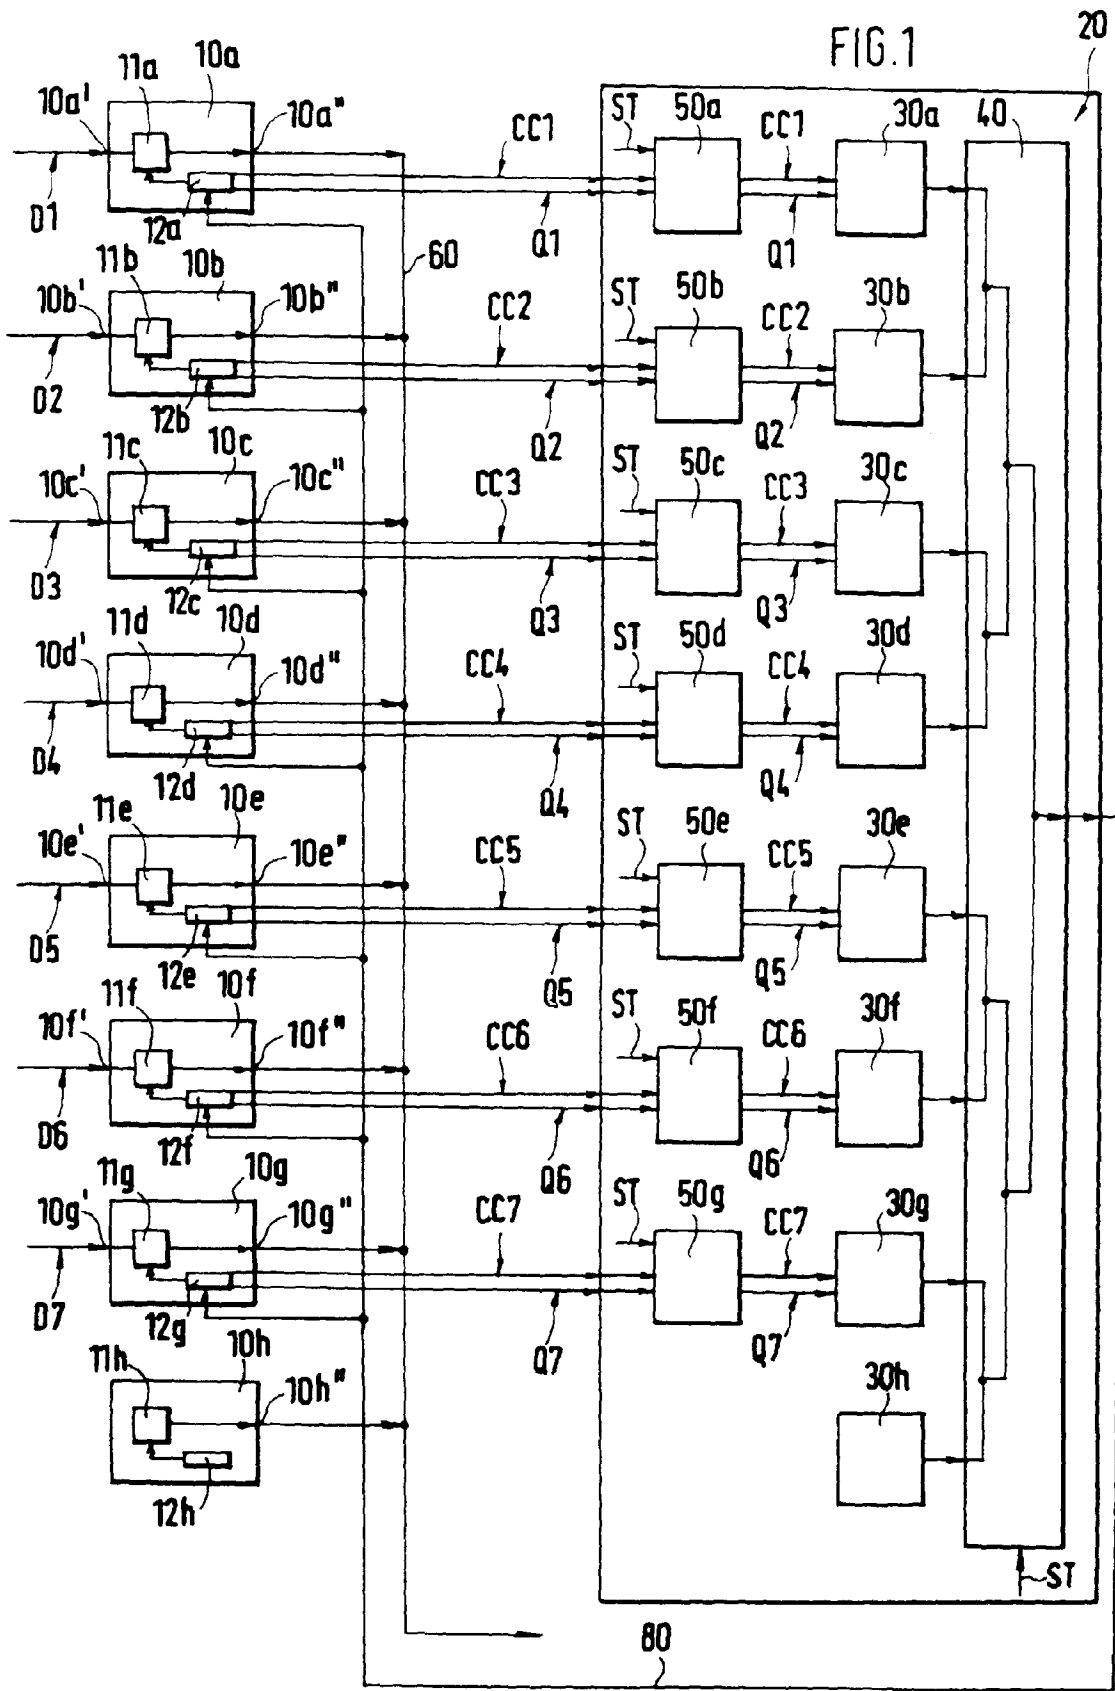 FIG.1
20
11a 10a
10a' 10a"
D1 12a
CC1 Q1
ST 50a CC1 Q1 30a 40
60
11b 10b
10b' 10b"
D2 12b
CC2 Q2
ST 50b CC2 Q2 30b
11c 10c
10c' 10c"
D3 12c
CC3 Q3
ST 50c CC3 Q3 30c
11d 10d
10d' 10d"
D4 12d
CC4 Q4
ST 50d CC4 Q4 30d
11e 10e
10e' 10e"
D5 12e
CC5 Q5
ST 50e CC5 Q5 30e
11f 10f
10f' 10f"
D6 12f
CC6 Q6
ST 50f CC6 Q6 30f
11g 10g
10g' 10g"
D7 12g
CC7 Q7
ST 50g CC7 Q7 30g
11h 10h
10h"
12h
30h
ST
80